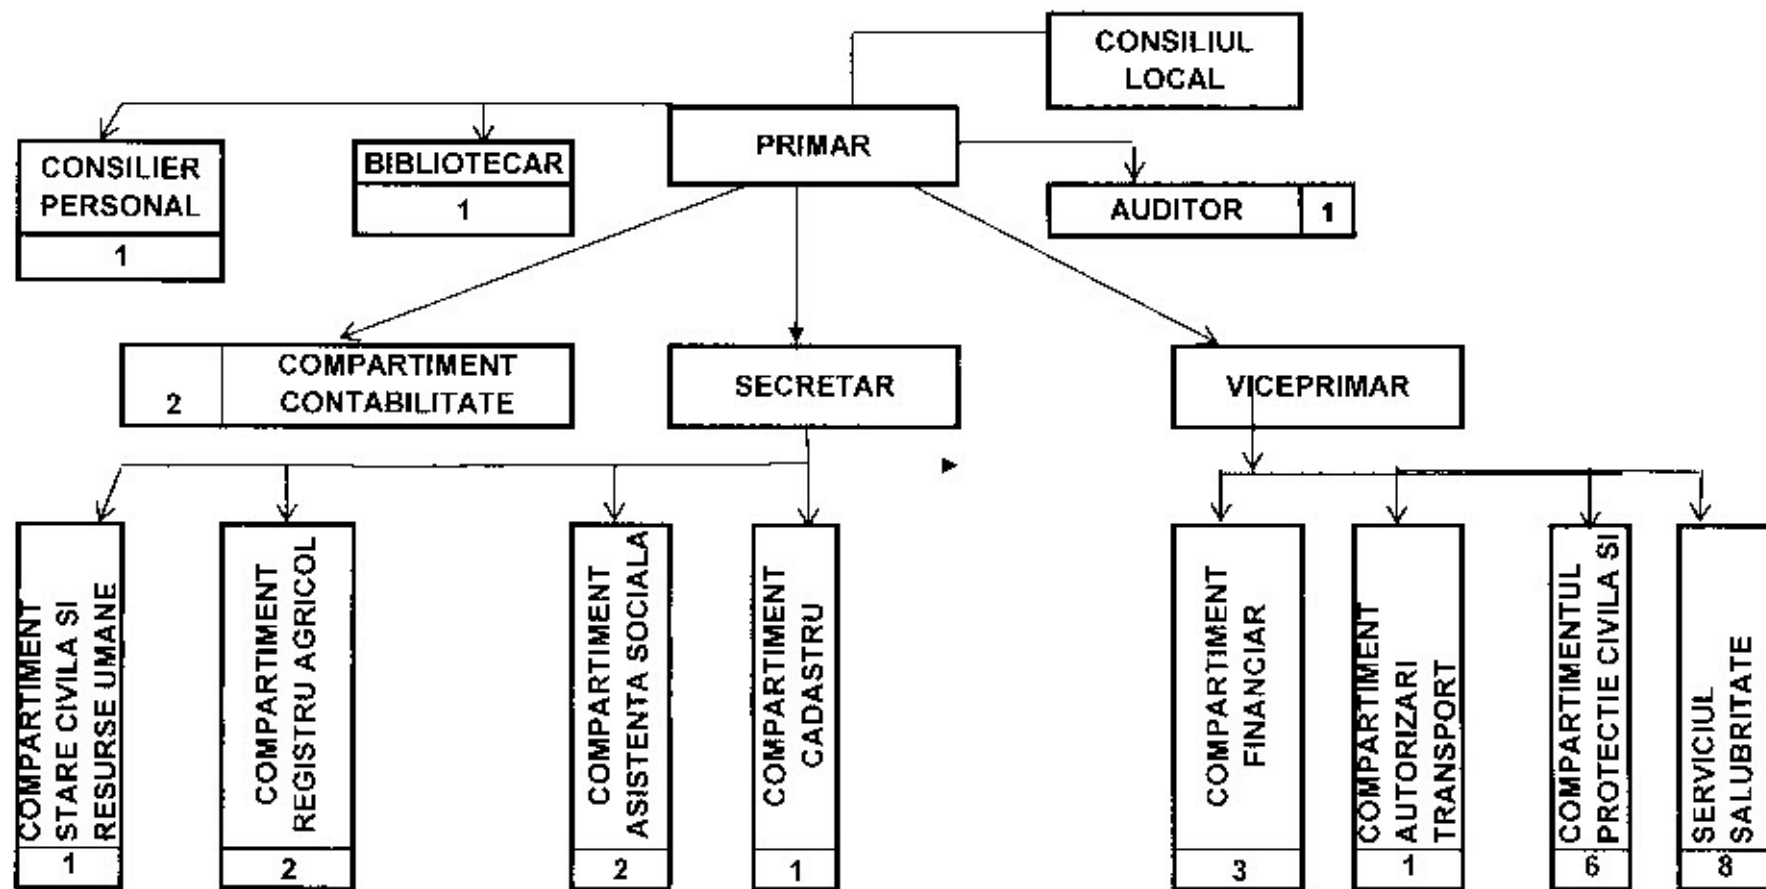 CONSILIUL
LOCAL
PRIMAR
CONSILIER
PERSONAL
1
BIBLIOTECAR
1
AUDITOR 1
2 COMPARTIMENT
CONTABILITATE
SECRETAR
VICEPRIMAR
COMPARTIMENT
STARE CIVILA SI
RESURSE UMANE
1
COMPARTIMENT
REGISTRU AGRICOL
2
COMPARTIMENT
ASISTENTA SOCIALA
2
COMPARTIMENT
CADASTRU
1
COMPARTIMENT
FINANCIAR
3
COMPARTIMENT
AUTORIZARI
TRANSPORT
1
COMPARTIMENTUL
PROTECTIE CIVILA SI
6
SERVICIUL
SALUBRITATE
8